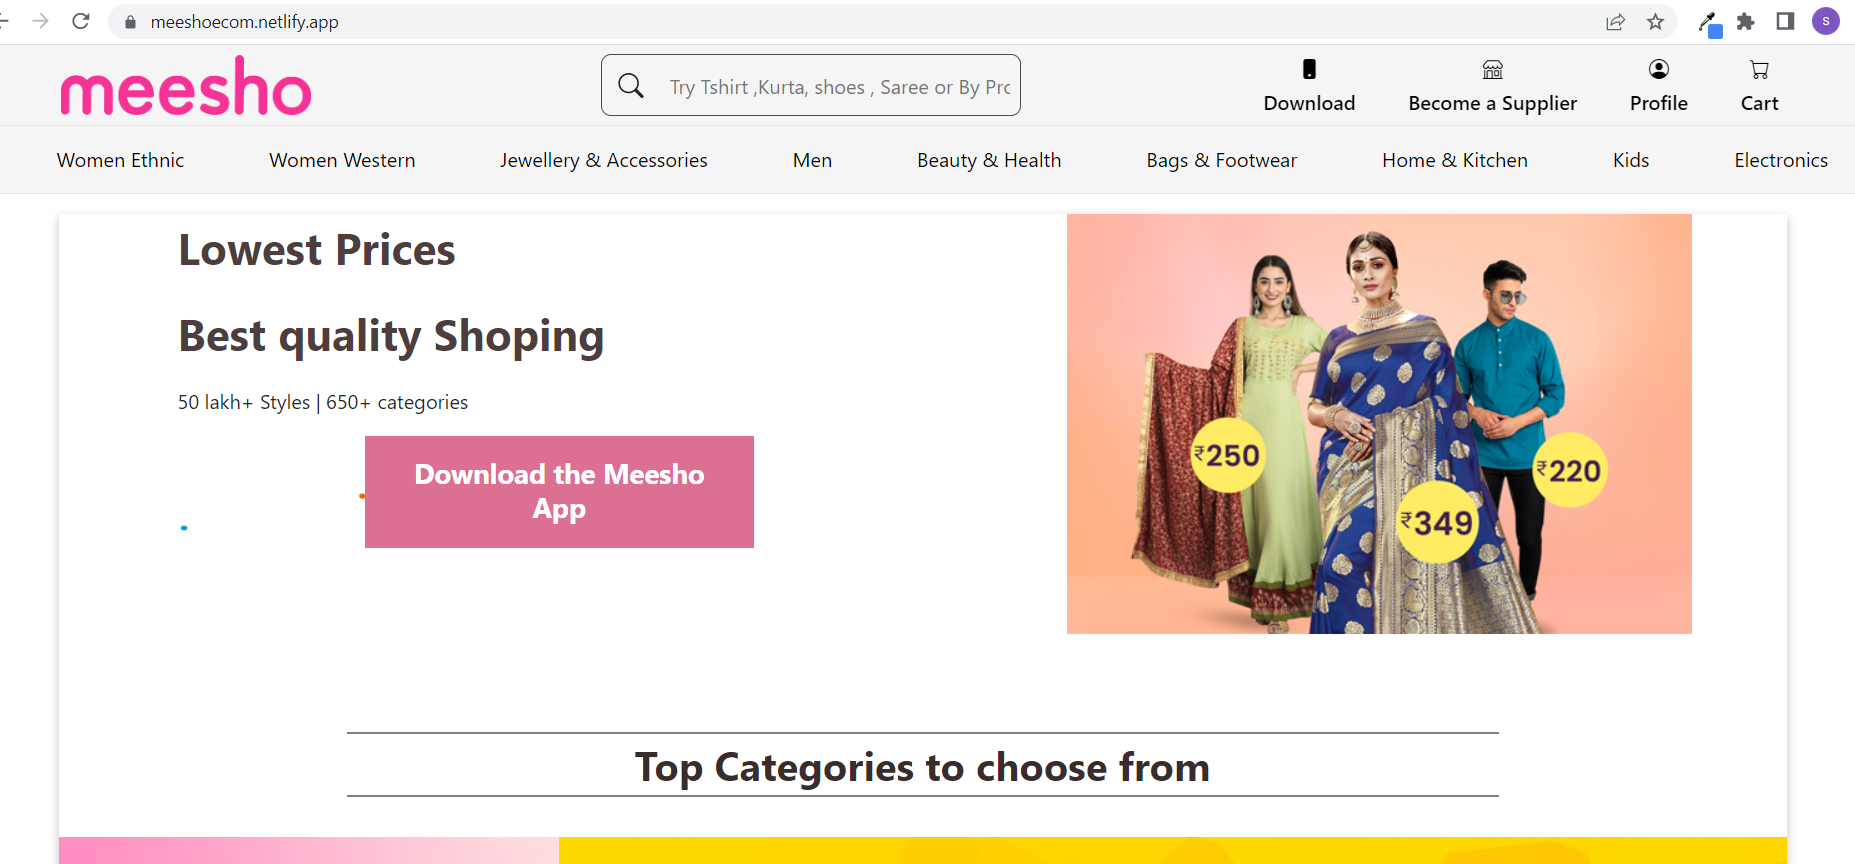 meeshoecom.netlify.app
S
meesho
Try Tshirt ,Kurta, shoes , Saree or By Prc
Download
Become a Supplier
Profile
Cart
Women Ethnic
Women Western
Jewellery & Accessories
Men
Beauty & Health
Bags & Footwear
Home & Kitchen
Kids
Electronics
Lowest Prices
Best quality Shoping
50 lakh+ Styles | 650+ categories
Download the Meesho
App
₹250
₹349
₹220
Top Categories to choose from